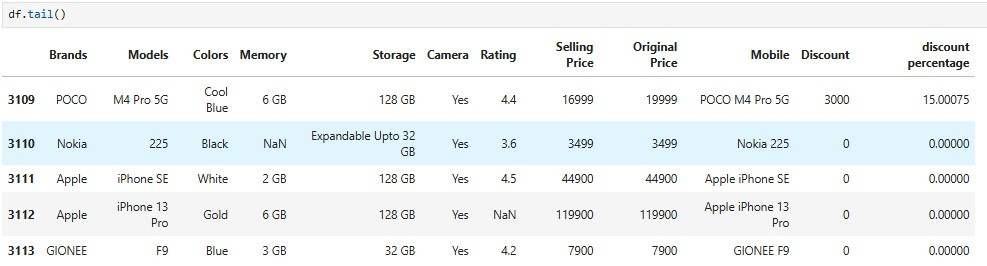 df.tail()
Brands Models Colors Memory Storage Camera Rating Selling Price Original Price Mobile Discount discount percentage
3109 POCO M4 Pro 5G Cool Blue 6 GB 128 GB Yes 4.4 16999 19999 POCO M4 Pro 5G 3000 15.00075
3110 Nokia 225 Black NaN Expandable Upto 32 GB Yes 3.6 3499 3499 Nokia 225 0 0.00000
3111 Apple iPhone SE White 2 GB 128 GB Yes 4.5 44900 44900 Apple iPhone SE 0 0.00000
3112 Apple iPhone 13 Pro Gold 6 GB 128 GB Yes NaN 119900 119900 Apple iPhone 13 Pro 0 0.00000
3113 GIONEE F9 Blue 3 GB 32 GB Yes 4.2 7900 7900 GIONEE F9 0 0.00000